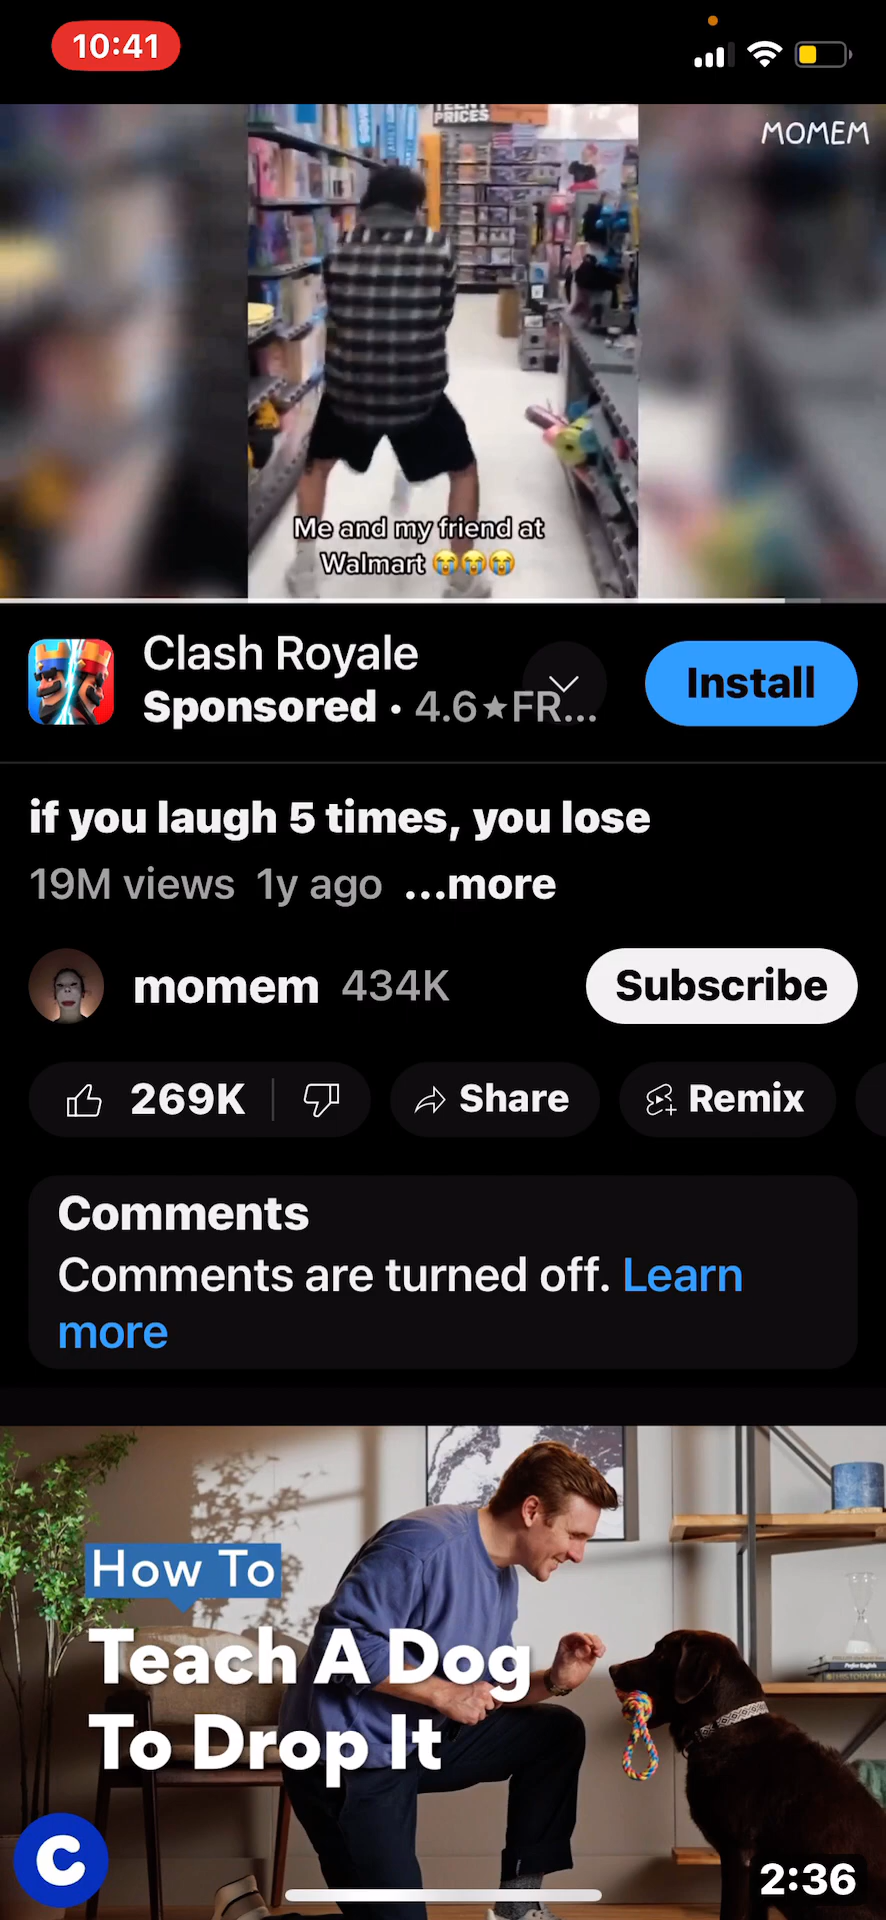 10:41
PRICES
MOMEM
Me and my friend at
Walmart 😭😭😭
Clash Royale
Sponsored • 4.6★FR...
Install
if you laugh 5 times, you lose
19M views 1y ago ...more
momem 434K
Subscribe
269K
Share
Remix
Comments
Comments are turned off. Learn
more
How To
Teach A Dog
To Drop It
C
2:36